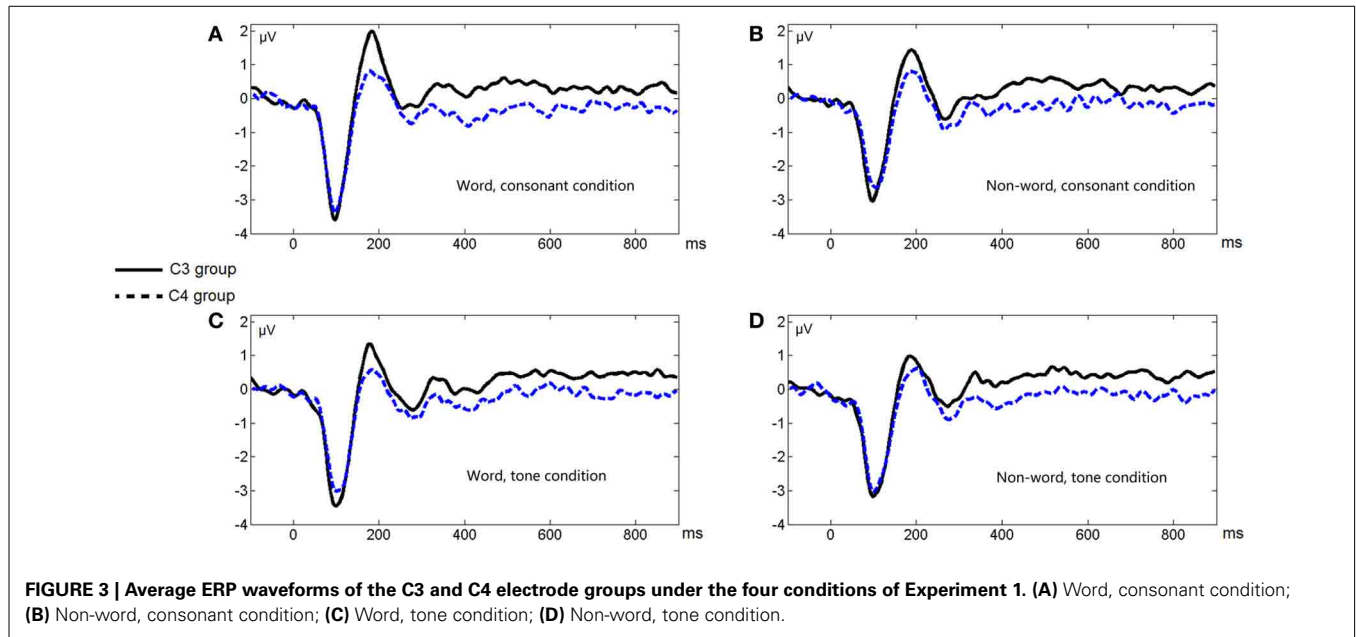 A
μV
2
1
0
-1
-2
-3
-4
Word, consonant condition
0
200
400
600
800
ms
B
μV
2
1
0
-1
-2
-3
-4
Non-word, consonant condition
0
200
400
600
800
ms
C3 group
C4 group
C
μV
2
1
0
-1
-2
-3
-4
Word, tone condition
0
200
400
600
800
ms
D
μV
2
1
0
-1
-2
-3
-4
Non-word, tone condition
0
200
400
600
800
ms
FIGURE 3 | Average ERP waveforms of the C3 and C4 electrode groups under the four conditions of Experiment 1. (A) Word, consonant condition;
(B) Non-word, consonant condition; (C) Word, tone condition; (D) Non-word, tone condition.